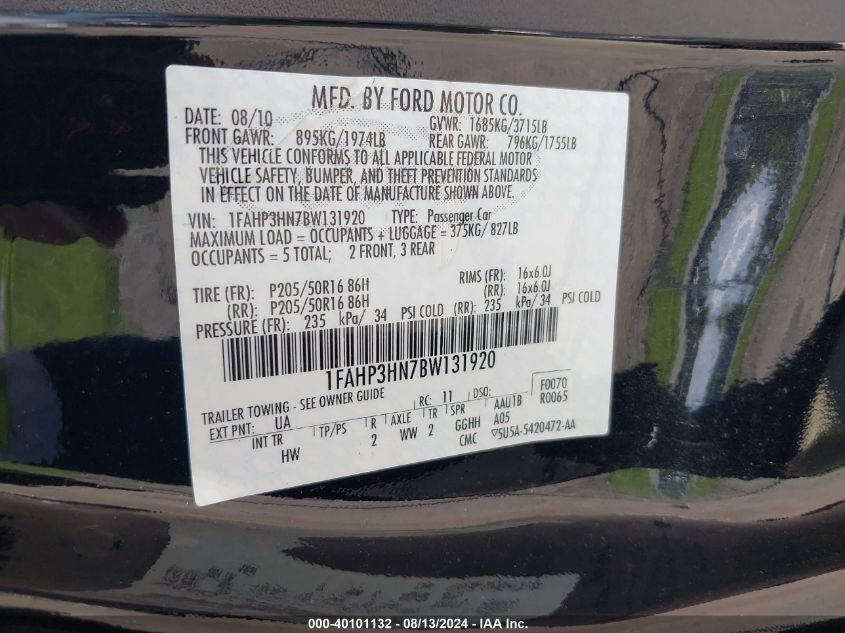 MFD. BY FORD MOTOR CO.
DATE: 08/10 GVWR: 1685KG/3715LB
FRONT GAWR: 895KG/1974LB REAR GAWR: 796KG/1755LB
THIS VEHICLE CONFORMS TO ALL APPLICABLE FEDERAL MOTOR
VEHICLE SAFETY, BUMPER, AND THEFT PREVENTION STANDARDS
IN EFFECT ON THE DATE OF MANUFACTURE SHOWN ABOVE.
VIN: 1FAHP3HN7BW131920 TYPE: Passenger Car
MAXIMUM LOAD = OCCUPANTS + LUGGAGE = 375KG/ 827LB
OCCUPANTS = 5 TOTAL; 2 FRONT, 3 REAR
TIRE (FR): P205/50R16 86H RIMS (FR): 16x6.0J
(RR): P205/50R16 86H (RR): 16x6.0J
PRESSURE (FR): 235 kPa/ 34 PSI COLD (RR): 235 kPa/ 34 PSI COLD
1FAHP3HN7BW131920
TRAILER TOWING - SEE OWNER GUIDE RC: 11 DSO: F0070
EXT PNT: UA TP/PS R AXLE TR SPR AAU1B R0065
INT TR HW 2 WW 2 GGHH A05
CMC 5U5A-5420472-AA
000-40101132 - 08/13/2024 - IAA Inc.